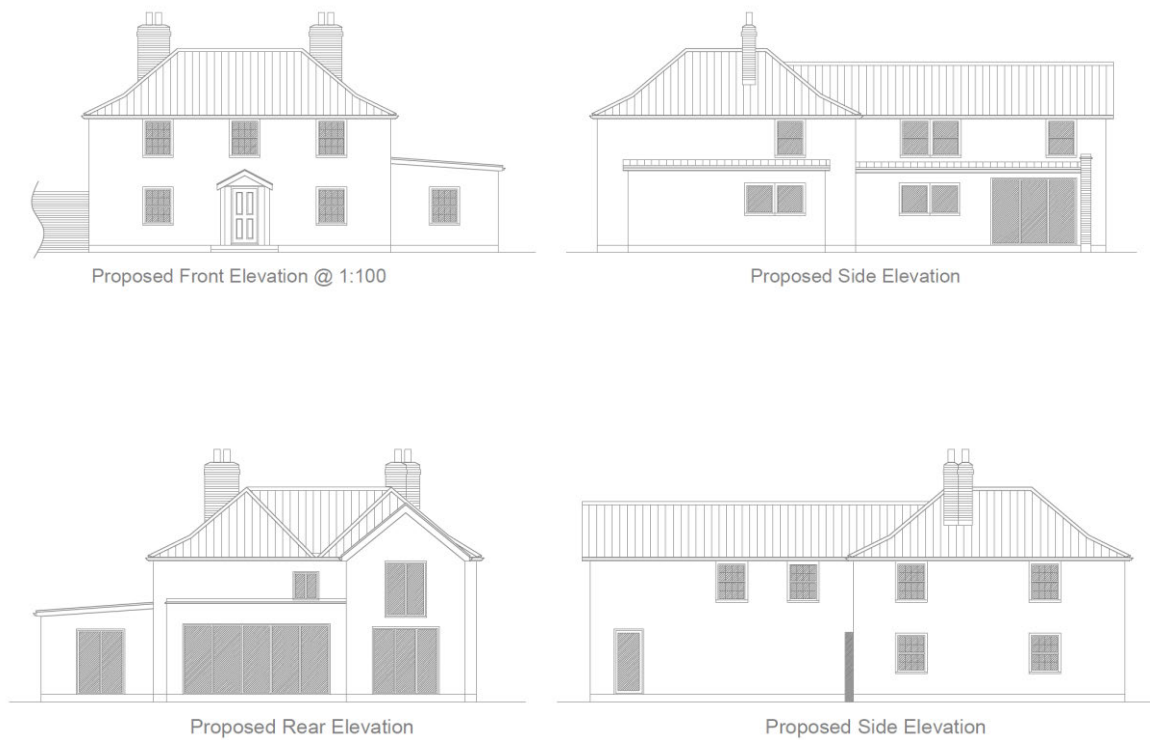 Proposed Front Elevation @ 1:100
Proposed Side Elevation
Proposed Rear Elevation
Proposed Side Elevation